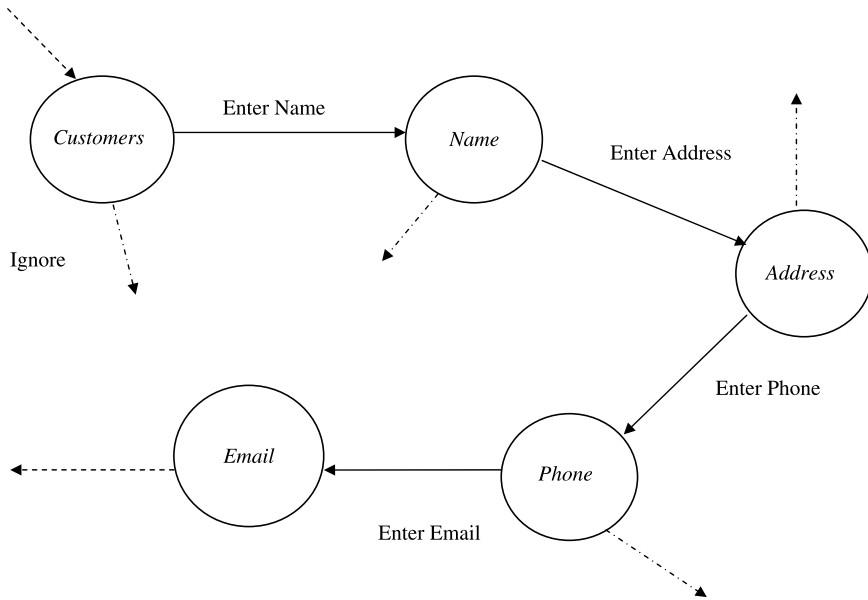 Enter Name
Customers
Name
Enter Address
Ignore
Address
Enter Phone
Email
Phone
Enter Email